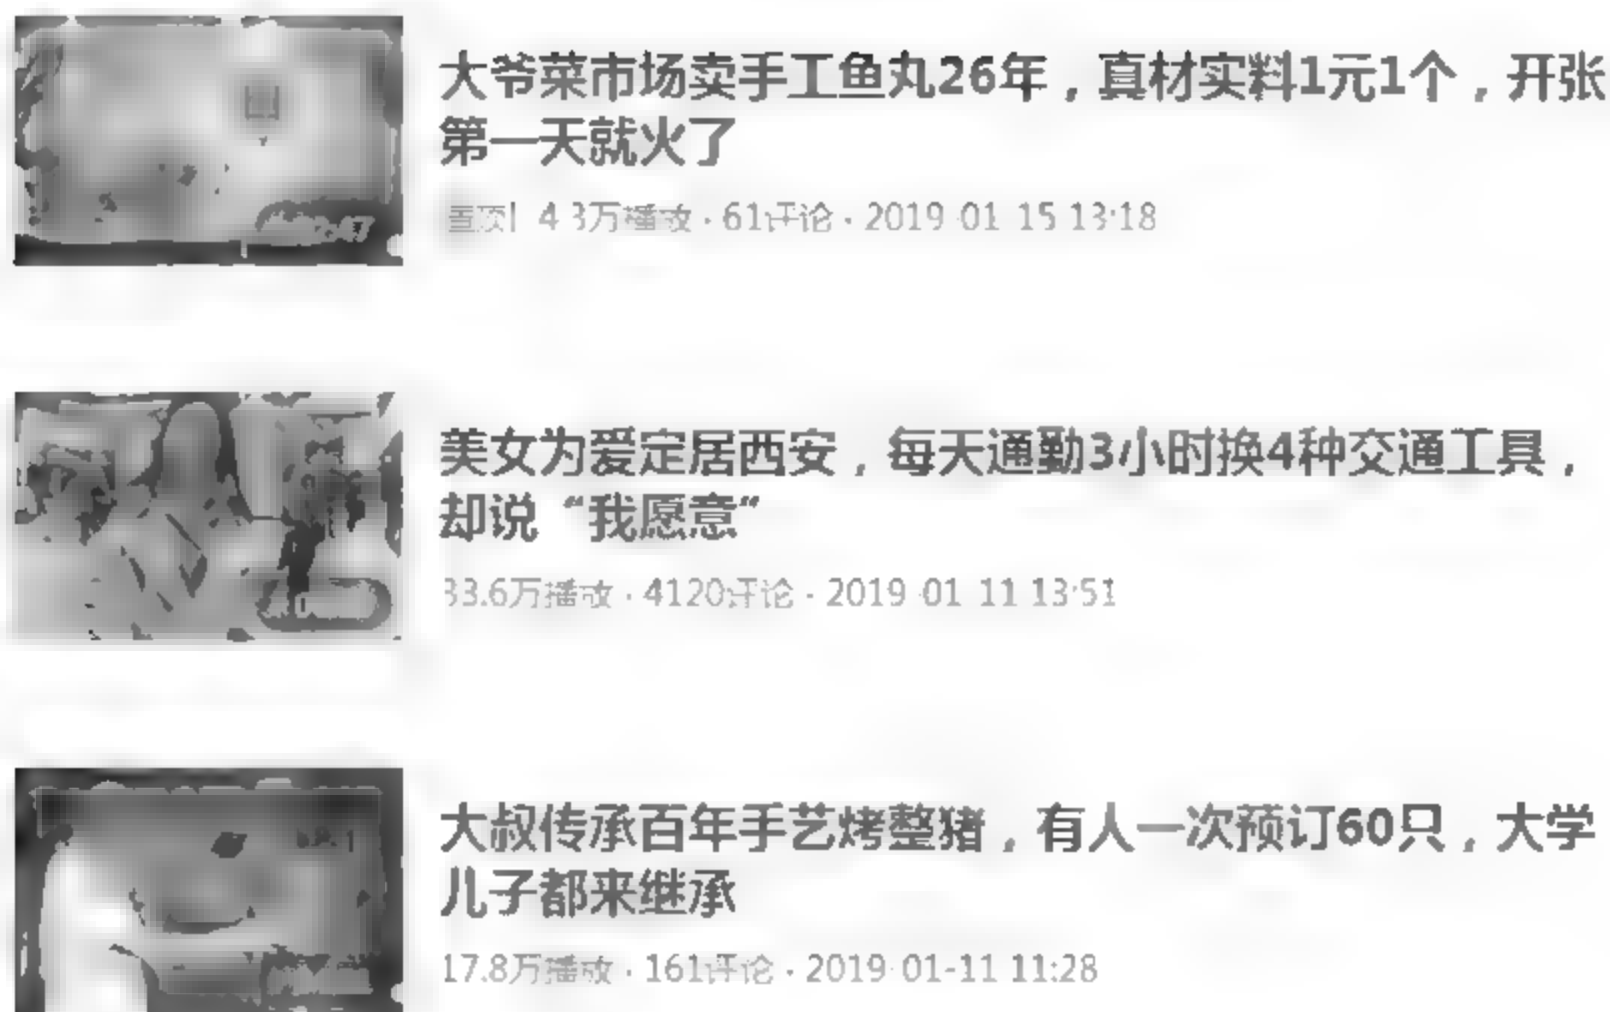 大爷菜市场卖手工鱼丸26年，真材实料1元1个，开张
第一天就火了
置顶| 4.3万播放 · 61评论 · 2019-01-15 13:18
美女为爱定居西安，每天通勤3小时换4种交通工具，
却说“我愿意”
33.6万播放 · 4120评论 · 2019-01-11 13:51
大叔传承百年手艺烤整猪，有人一次预订60只，大学
儿子都来继承
17.8万播放 · 161评论 · 2019-01-11 11:28